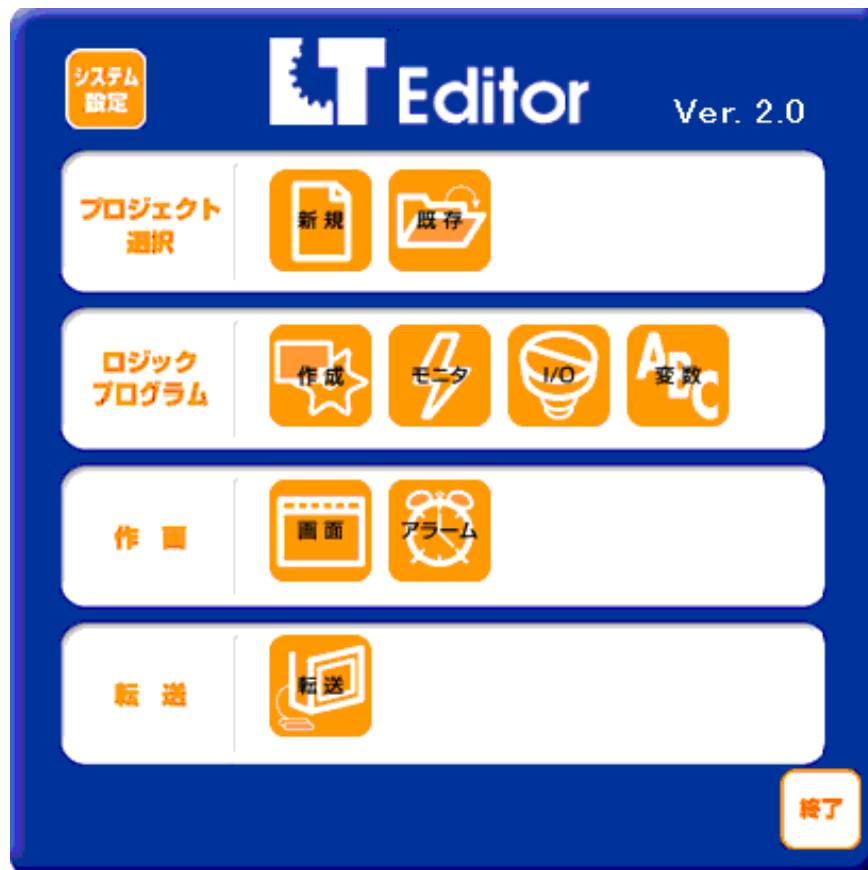 システム
設定
LT Editor
Ver. 2.0
プロジェクト
選択
新規
既存
ロジック
プログラム
作成
モニタ
I/O
ABC
変数
作 画
画面
アラーム
転 送
転送
終了